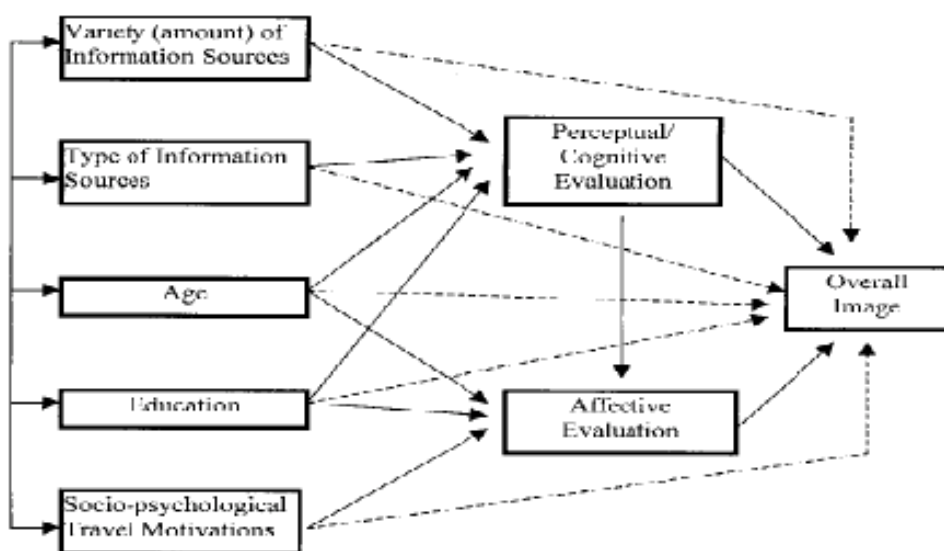 Variety (amount) of
Information Sources
Type of Information
Sources
Age
Education
Socio-psychological
Travel Motivations
Perceptual/
Cognitive
Evaluation
Affective
Evaluation
Overall
Image